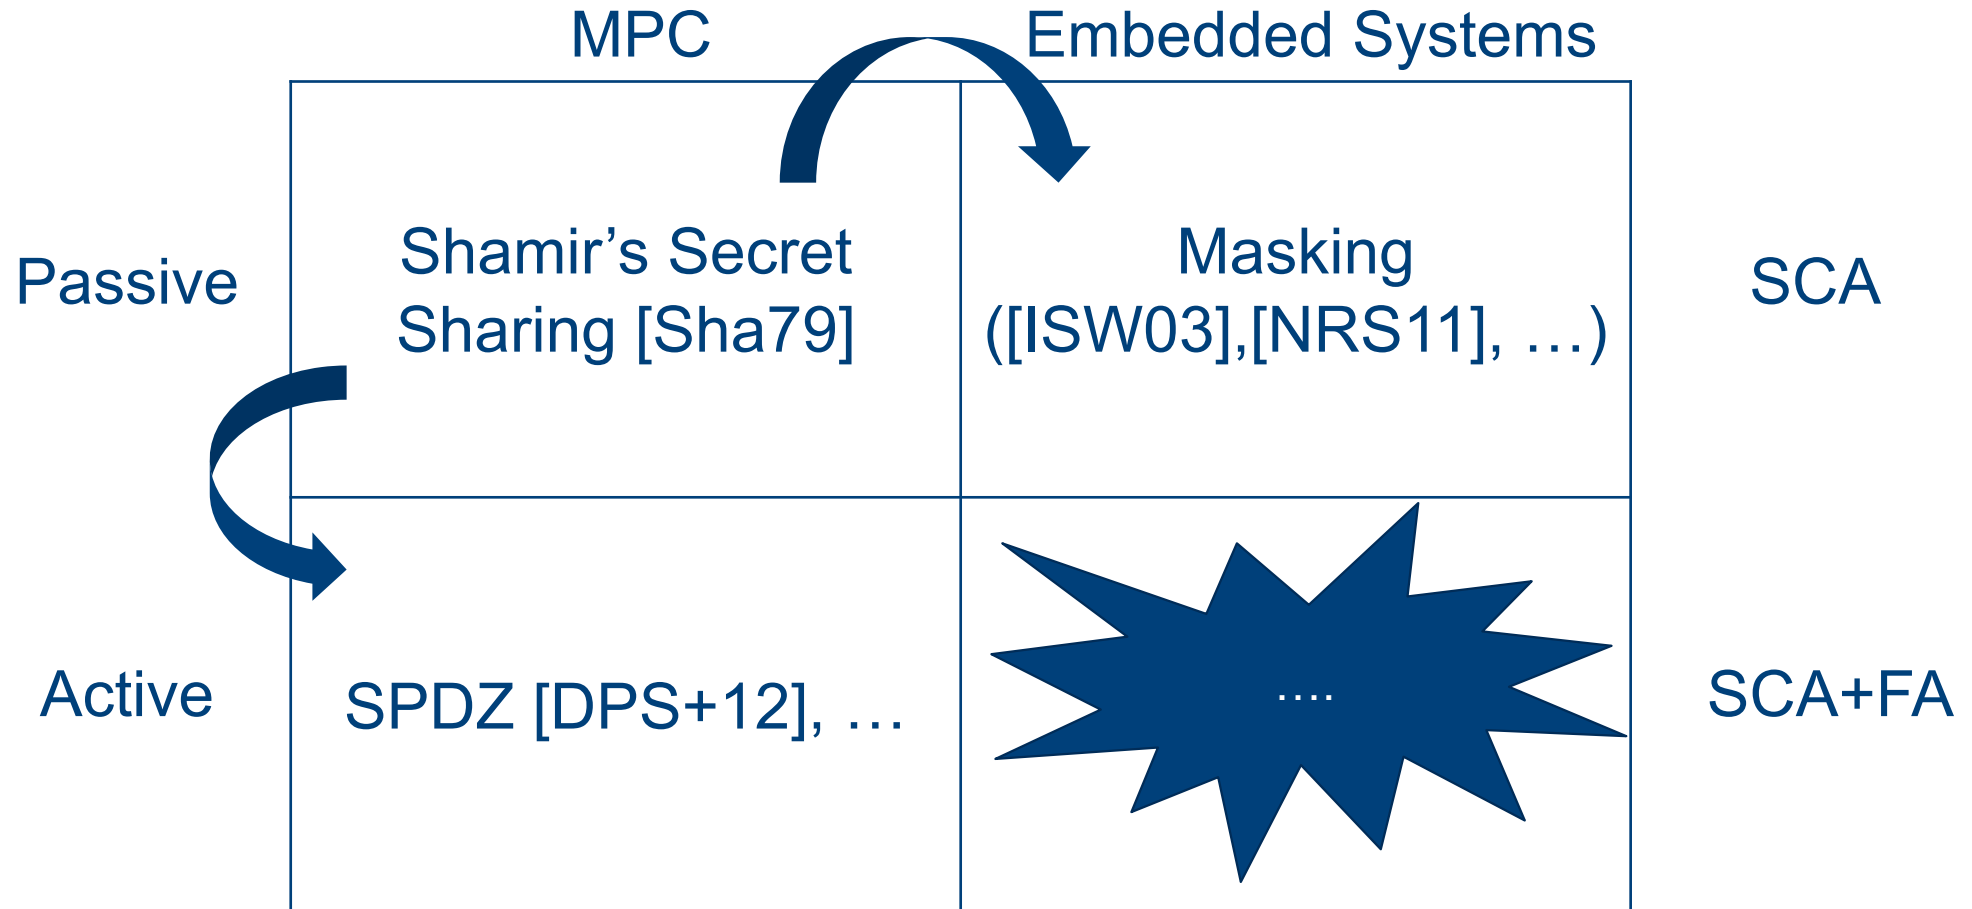 MPC
Embedded Systems
Passive
Shamir’s Secret
Sharing [Sha79]
Masking
([ISW03],[NRS11], …)
SCA
Active
SPDZ [DPS+12], …
....
SCA+FA